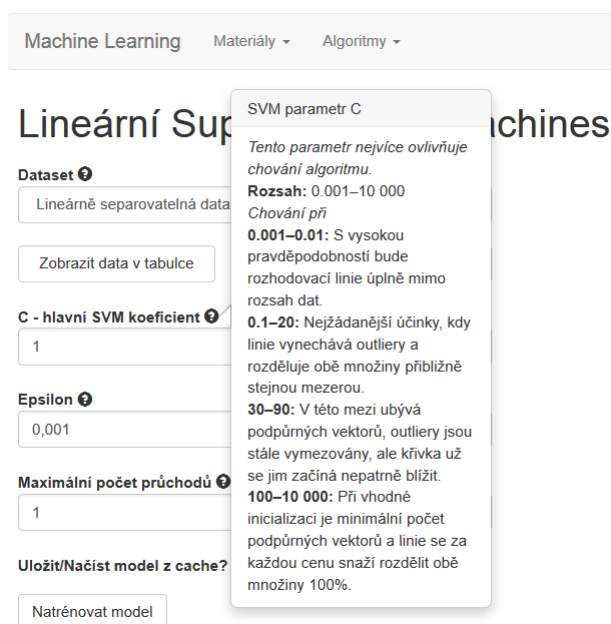 Machine Learning Materiály Algoritmy
Lineární Sup achines
Dataset
Lineárně separovatelná data
Zobrazit data v tabulce
C - hlavní SVM koeficient
1
Epsilon
0,001
Maximální počet průchodů
1
Uložit/Načíst model z cache?
Natrénovat model
SVM parametr C
Tento parametr nejvíce ovlivňuje
chování algoritmu.
Rozsah: 0.001–10 000
Chování při
0.001–0.01: S vysokou
pravděpodobností bude
rozhodovací linie úplně mimo
rozsah dat.
0.1–20: Nejžádanější účinky, kdy
linie vynechává outliery a
rozděluje obě množiny přibližně
stejnou mezerou.
30–90: V této mezi ubývá
podpůrných vektorů, outliery jsou
stále vymezovány, ale křivka už
se jim začíná nepatrně blížit.
100–10 000: Při vhodné
inicializaci je minimální počet
podpůrných vektorů a linie se za
každou cenu snaží rozdělit obě
množiny 100%.